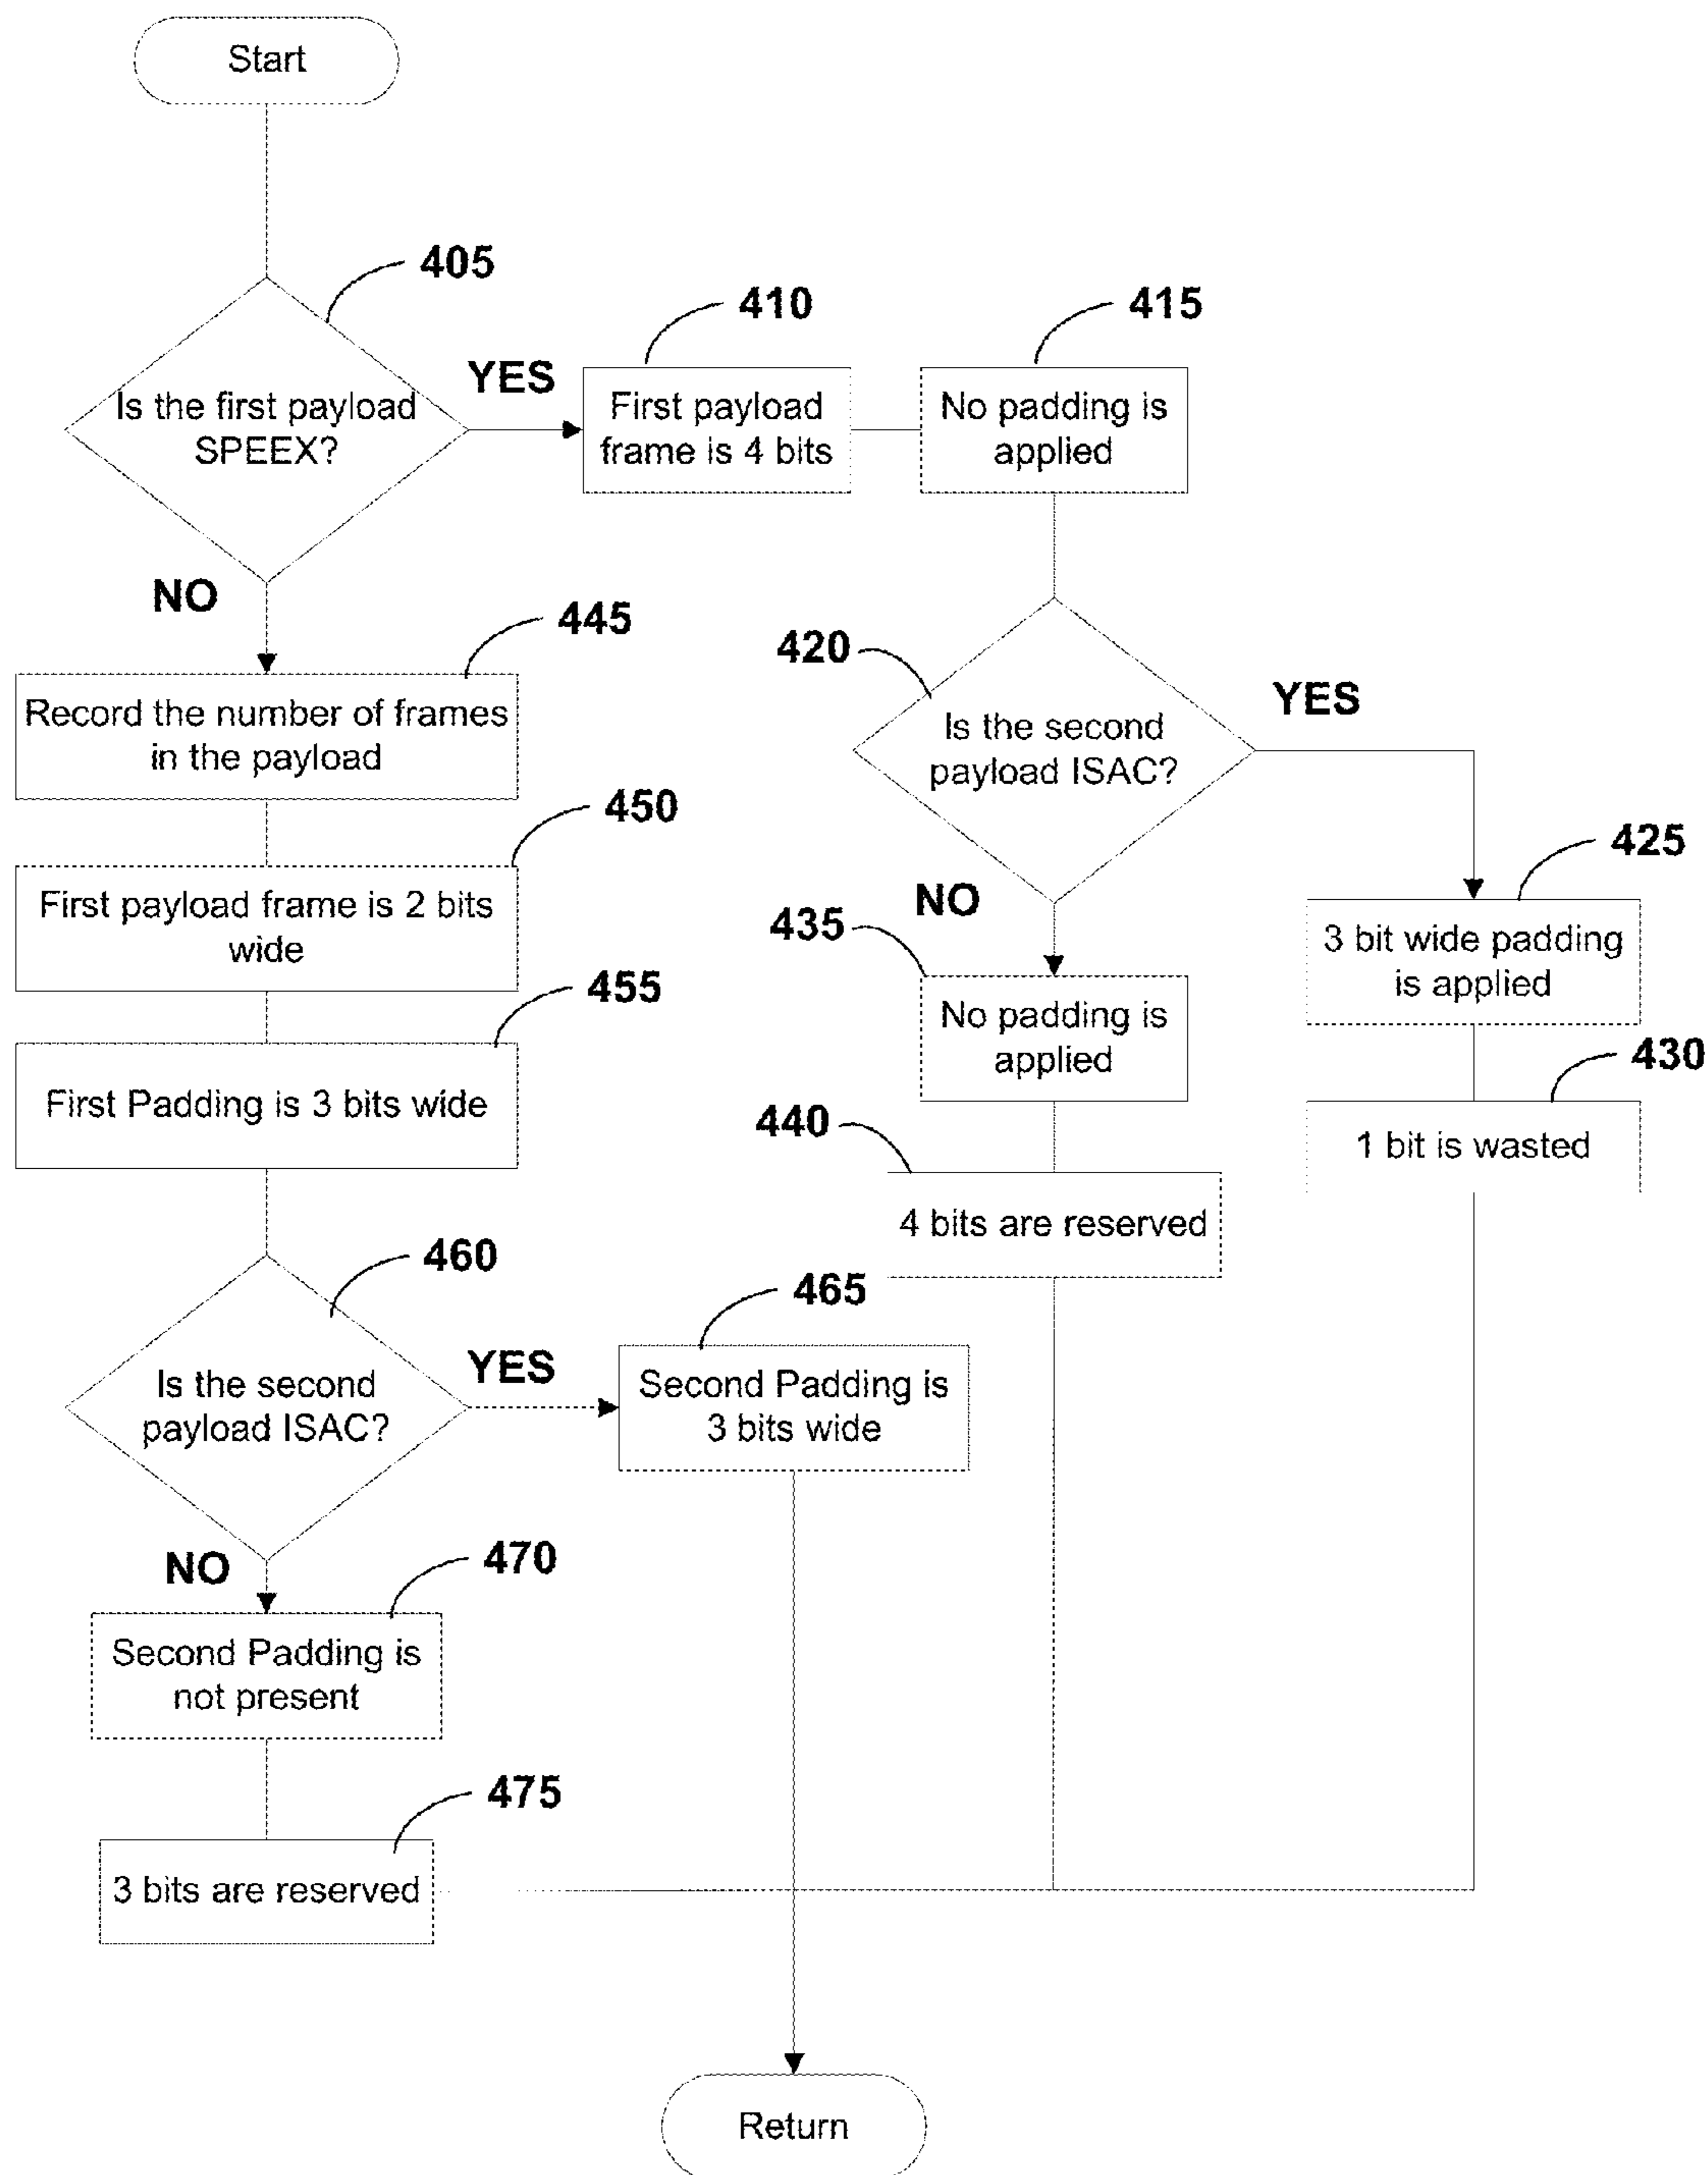 Start
405
Is the first payload
SPEEX?
YES
410
First payload
frame is 4 bits
415
No padding is
applied
NO
445
Record the number of frames
in the payload
420
Is the second
payload ISAC?
YES
450
First payload frame is 2 bits
wide
425
3 bit wide padding
is applied
NO
435
No padding is
applied
455
First Padding is 3 bits wide
430
1 bit is wasted
440
4 bits are reserved
460
Is the second
payload ISAC?
YES
465
Second Padding is
3 bits wide
NO
470
Second Padding is
not present
475
3 bits are reserved
Return